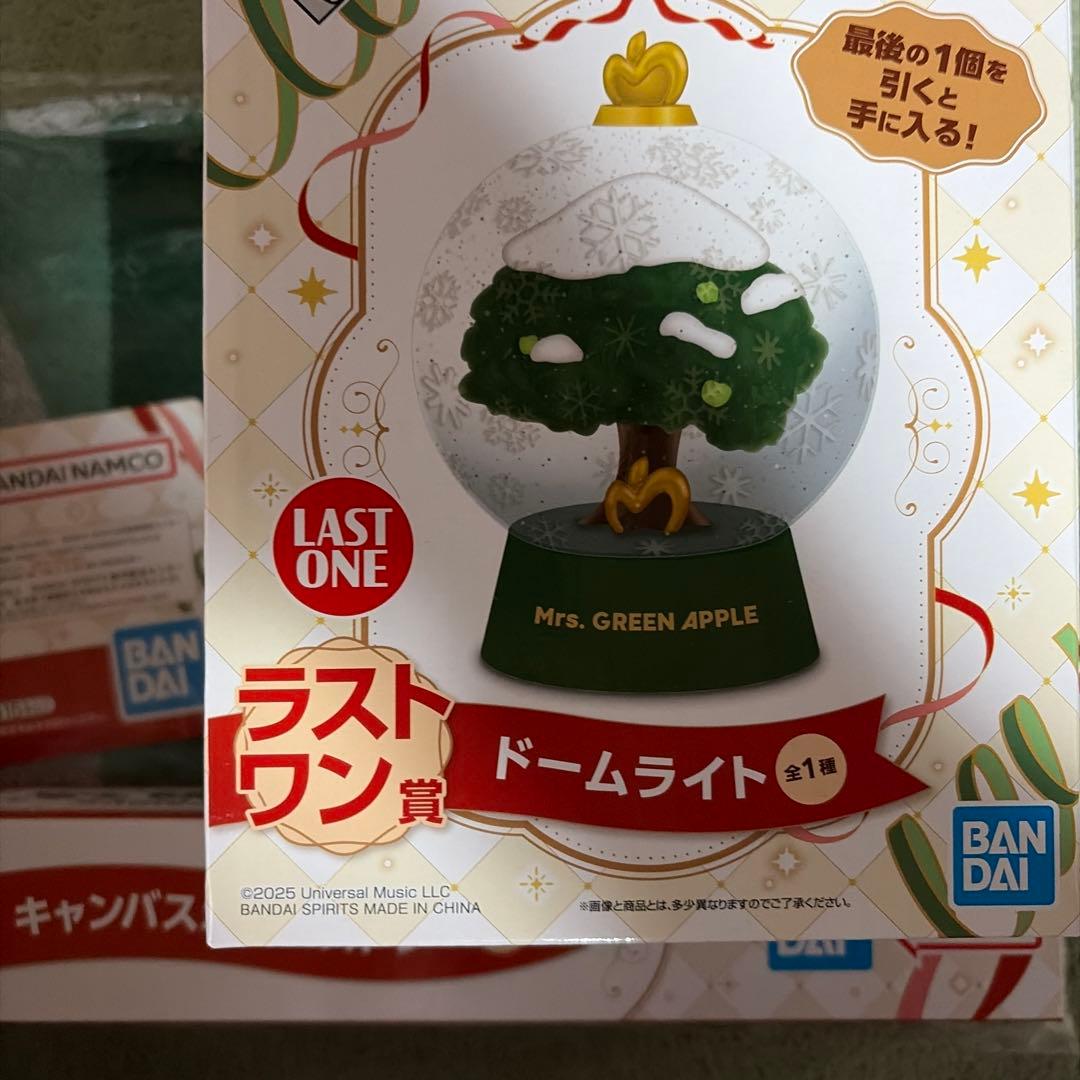 最後の1個を
引くと
手に入る!
LAST
ONE
Mrs. GREEN APPLE
ラスト
ワン賞
ドームライト 全1種
BAN
DAI
©2025 Universal Music LLC
BANDAI SPIRITS MADE IN CHINA
※画像と商品とは、多少異なりますのでご了承ください。
ANDAI NAMCO
BAN
DAI
キャンバス